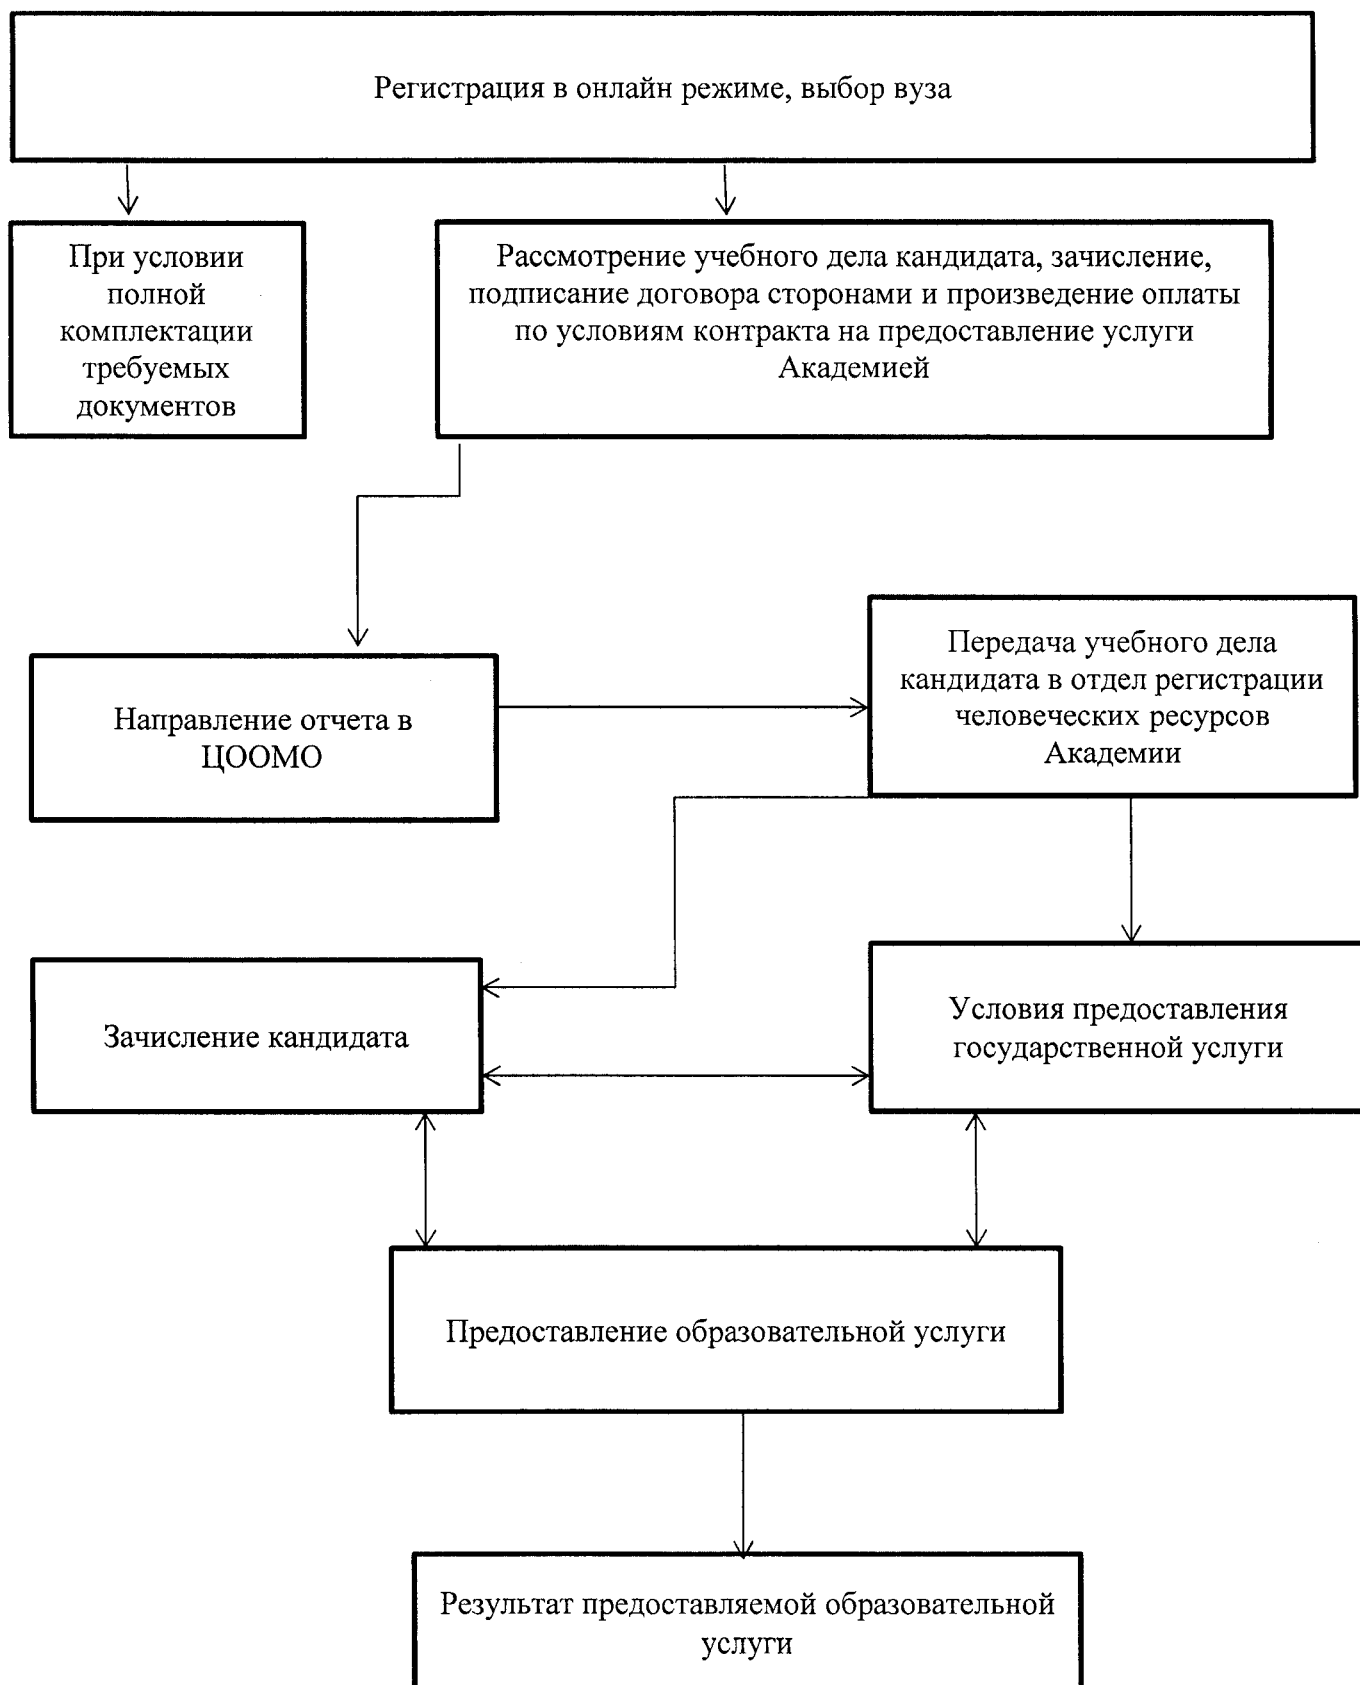 Регистрация в онлайн режиме, выбор вуза
При условии
полной
комплектации
требуемых
документов
Рассмотрение учебного дела кандидата, зачисление,
подписание договора сторонами и произведение оплаты
по условиям контракта на предоставление услуги
Академией
Направление отчета в
ЦООМО
Передача учебного дела
кандидата в отдел регистрации
человеческих ресурсов
Академии
Зачисление кандидата
Условия предоставления
государственной услуги
Предоставление образовательной услуги
Результат предоставляемой образовательной
услуги